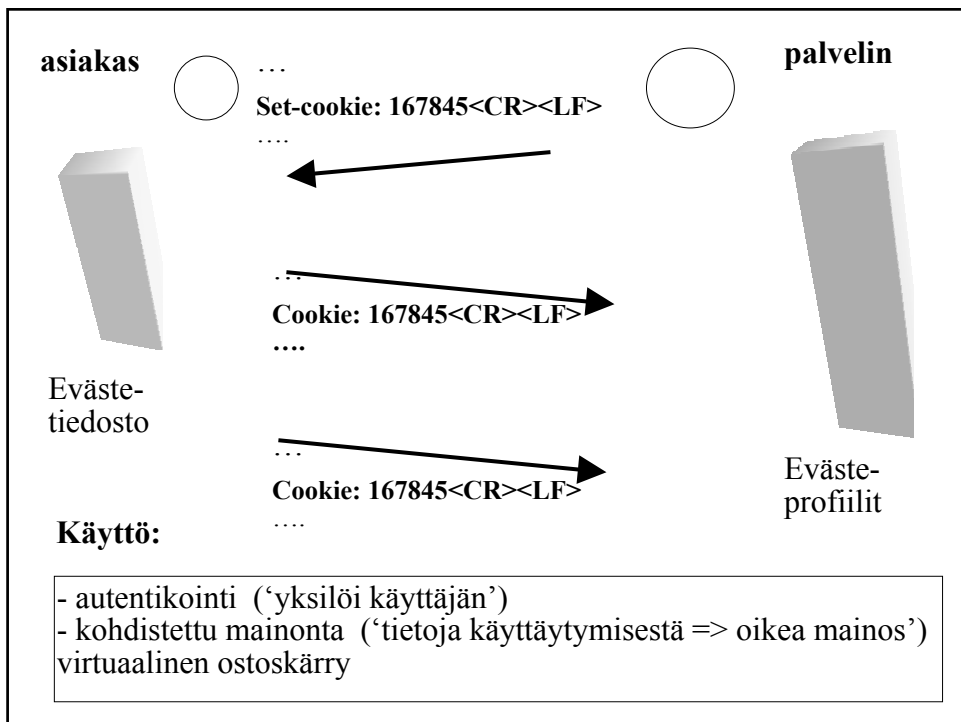 asiakas
palvelin
…
Set-cookie: 167845<CR><LF>
….
…
Cookie: 167845<CR><LF>
….
Eväste-
tiedosto
…
Cookie: 167845<CR><LF>
….
Eväste-
profiilit
Käyttö:
- autentikointi (‘yksilöi käyttäjän’)
- kohdistettu mainonta (‘tietoja käyttäytymisestä => oikea mainos’)
virtuaalinen ostoskärry